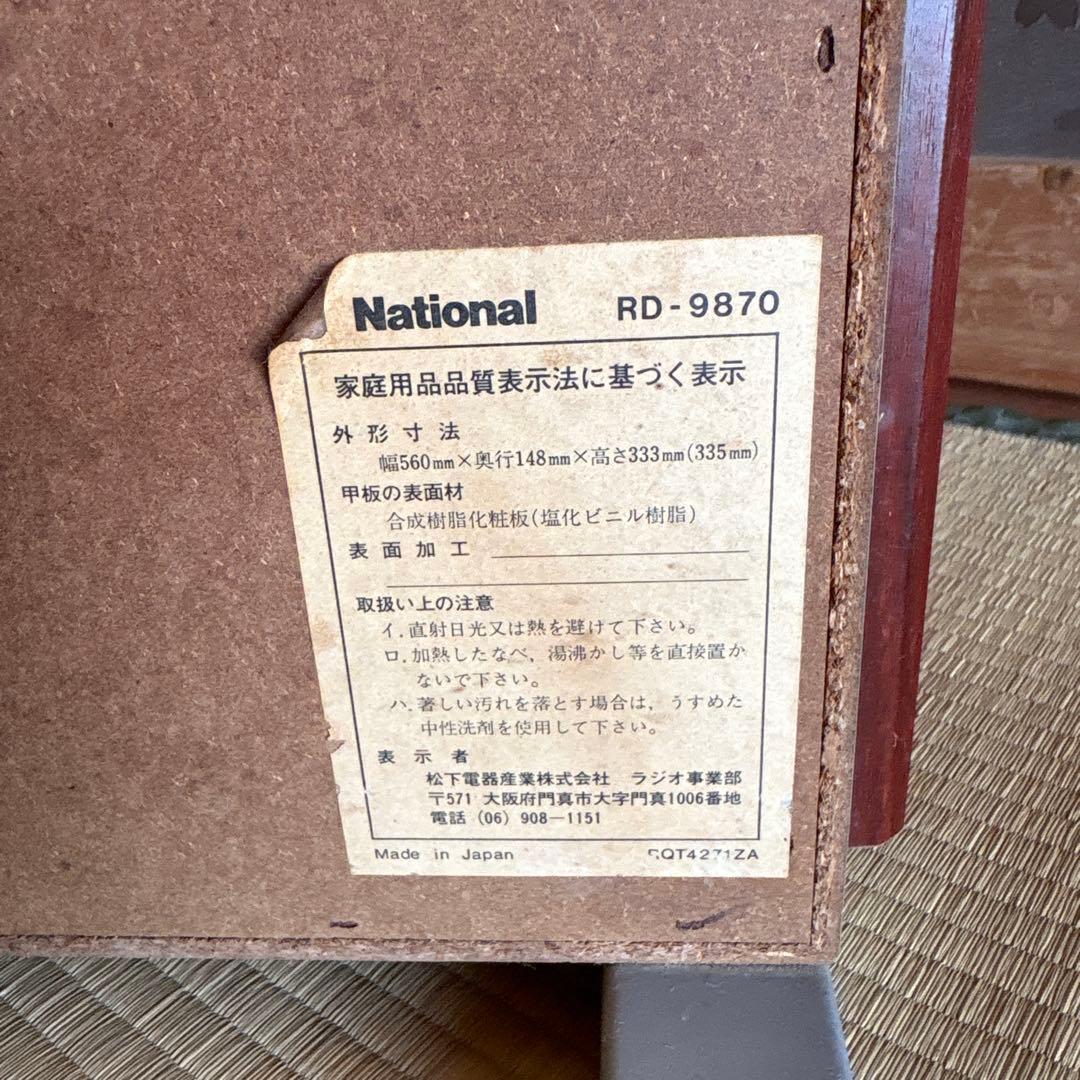 National RD-9870
家庭用品品質表示法に基づく表示
外形寸法
幅560mm×奥行148mm×高さ333mm(335mm)
甲板の表面材
合成樹脂化粧板(塩化ビニル樹脂)
表面加工
取扱い上の注意
イ.直射日光又は熱を避けて下さい。
ロ.加熱したなべ,湯沸かし等を直接置か
ないで下さい。
ハ.著しい汚れを落とす場合は,うすめた
中性洗剤を使用して下さい。
表示者
松下電器産業株式会社 ラジオ事業部
〒571 大阪府門真市大字門真1006番地
電話 (06) 908-1151
Made in Japan